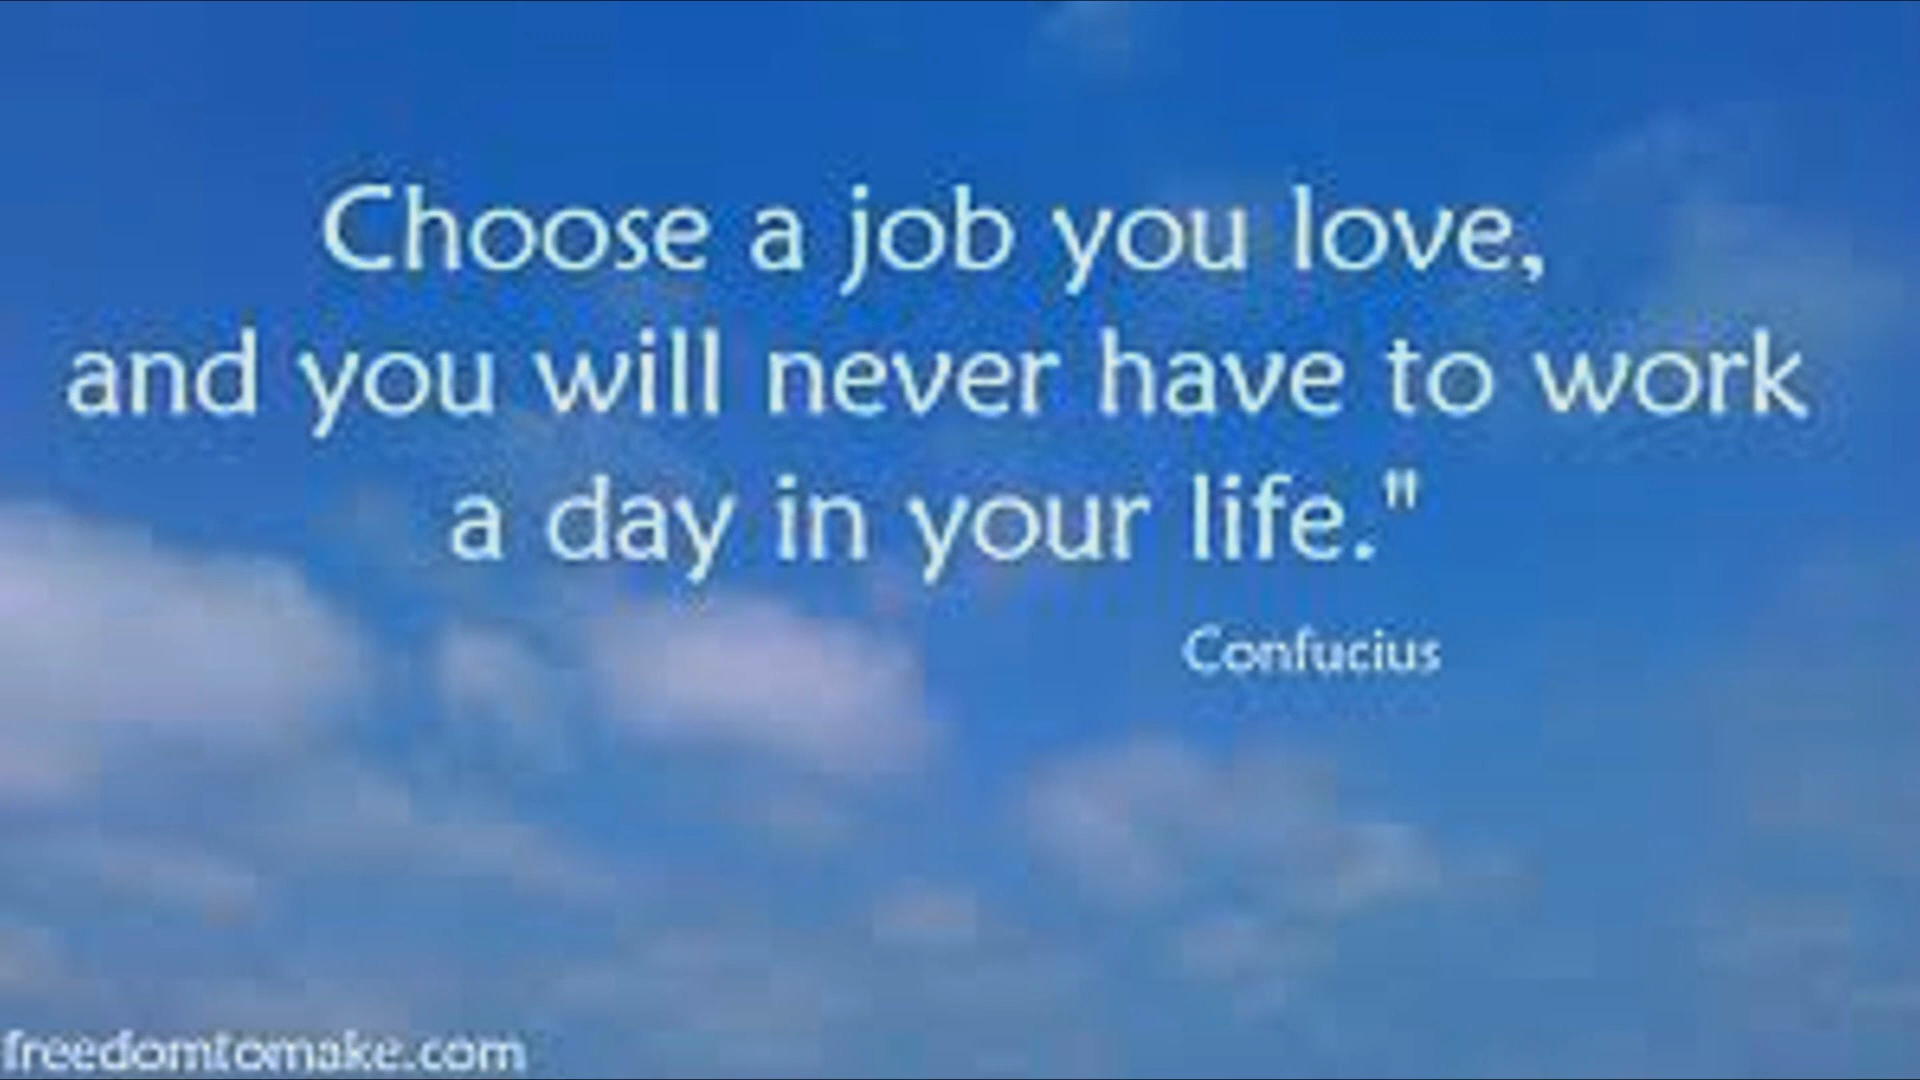 Choose a job you love,
and you will never have to work
a day in your life."
Confucius
freedomtomake.com